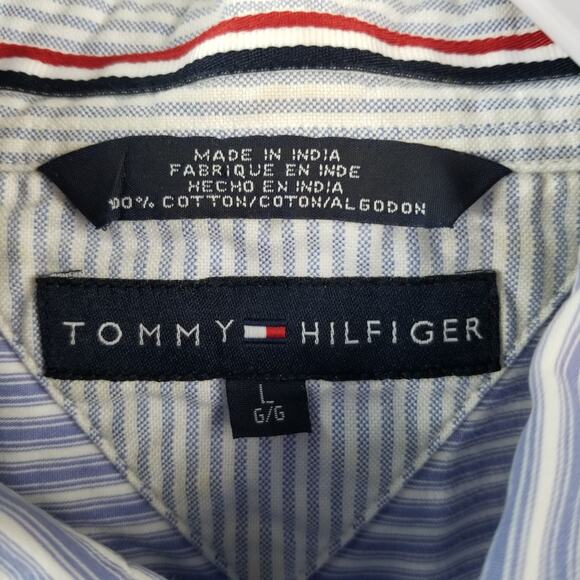 MADE IN INDIA
FABRIQUE EN INDE
HECHO EN INDIA
100% COTTON/COTON/ALGODON
TOMMY HILFIGER
L
G/G